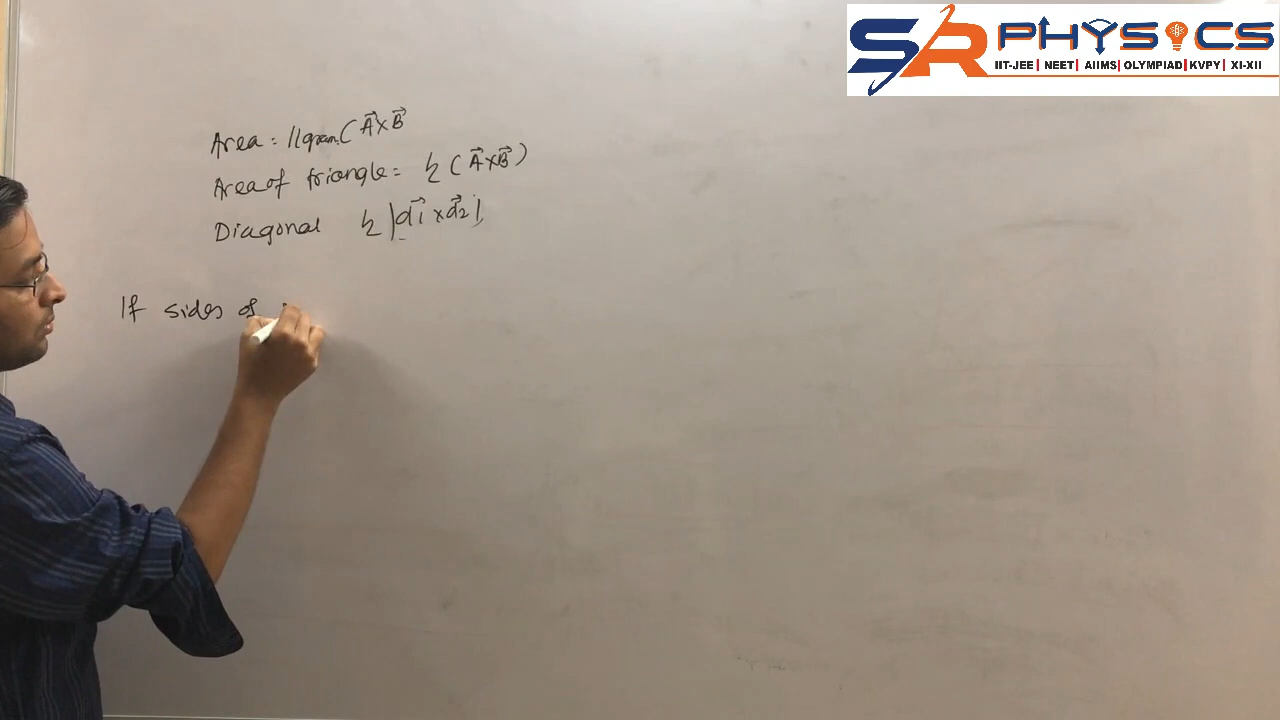 SR PHYSICS
IIT-JEE | NEET | AIIMS | OLYMPIAD | KVPY | XI-XII
Area = ||gram ( A⃗ × B⃗
Area of triangle = ½ ( A⃗ × B⃗ )
Diagonal ½ | d⃗1 × d⃗2 |
If sides of